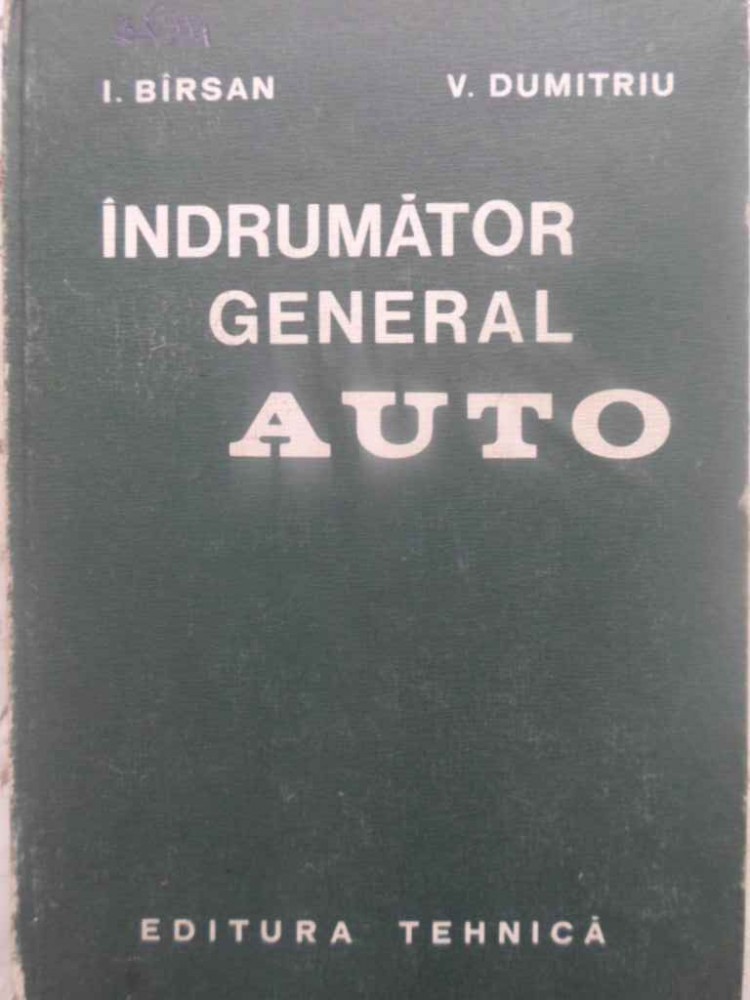 I. BÎRSAN V. DUMITRIU
ÎNDRUMĂTOR
GENERAL
AUTO
EDITURA TEHNICĂ